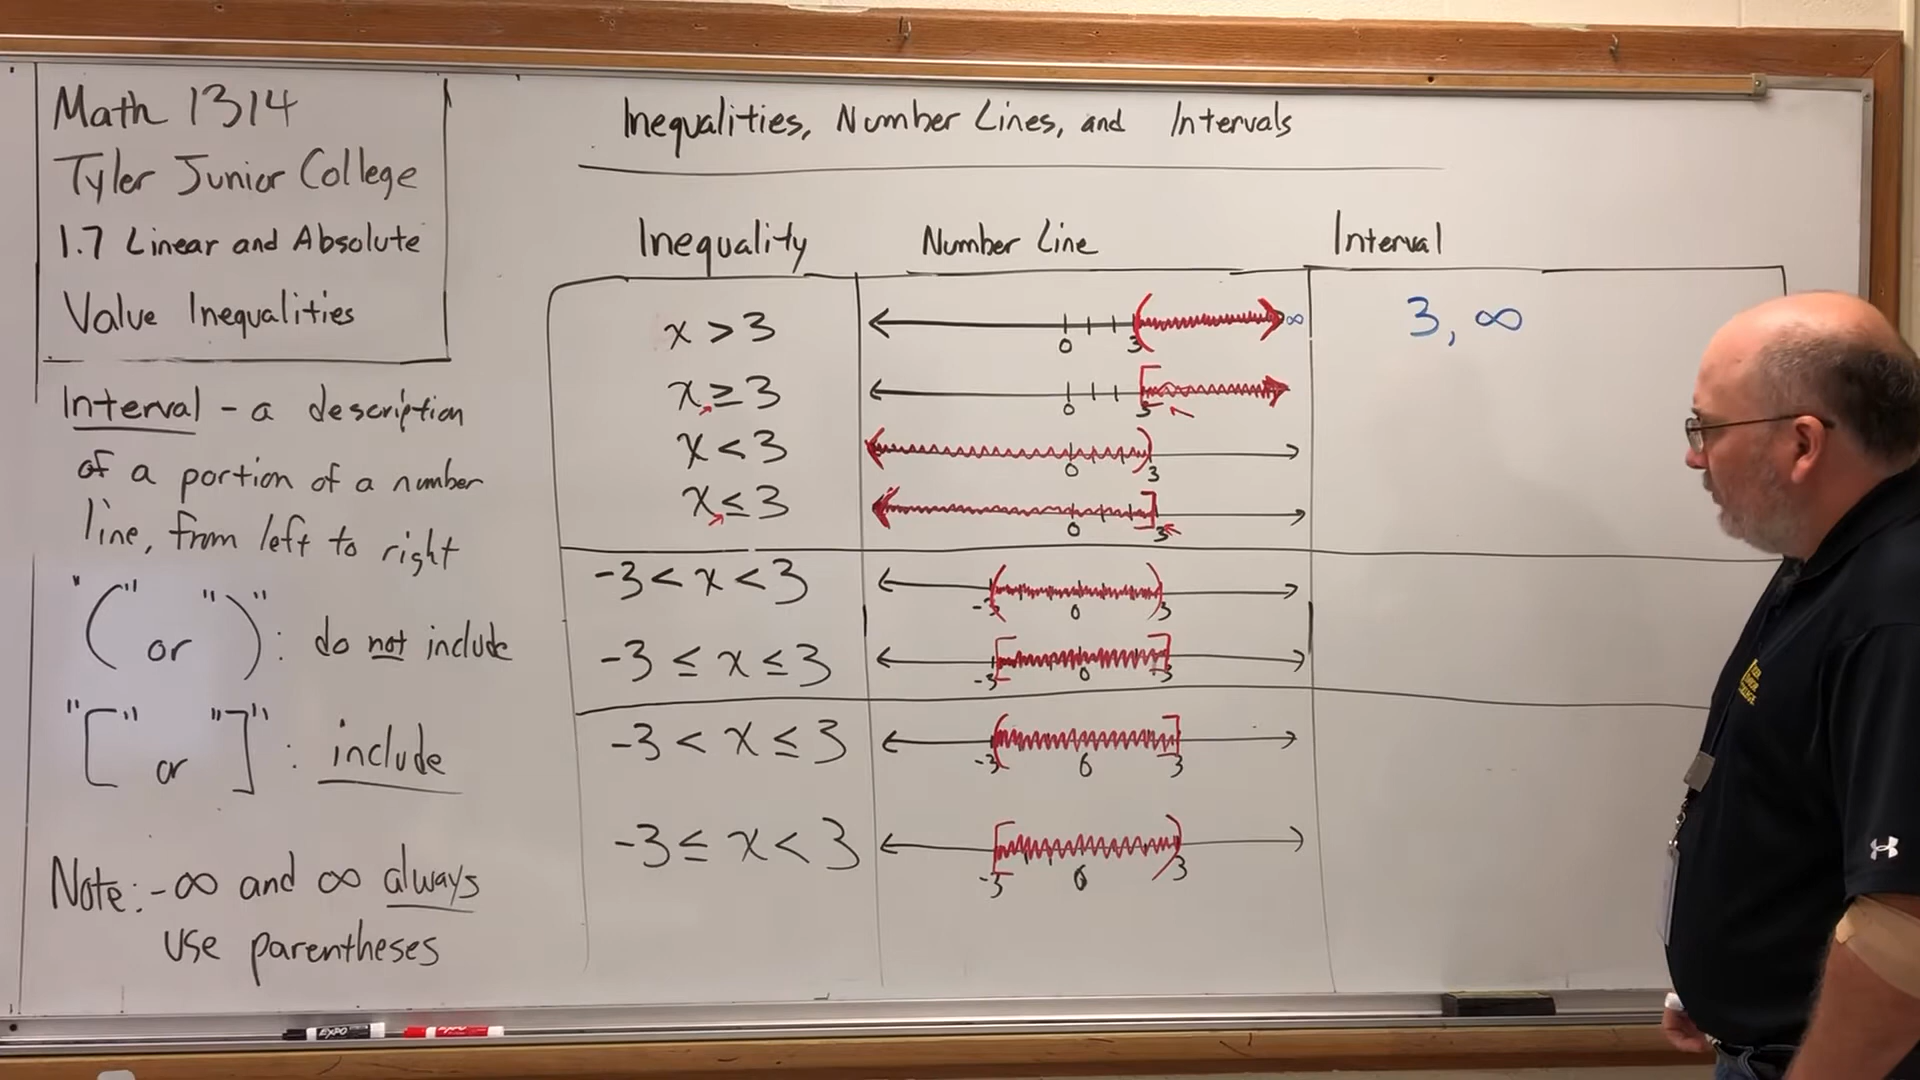 Math 1314
Tyler Junior College
1.7 Linear and Absolute
Value Inequalities
Interval - a description
of a portion of a number
line, from left to right
"(" or ")": do not include
"[" or "]": include
Note: -∞ and ∞ always
use parentheses
Inequalities, Number Lines, and Intervals
Inequality Number Line Interval
x > 3 0 3 ∞ 3, ∞
x ≥ 3 0 3
x < 3 0 3
x ≤ 3 0 3
-3 < x < 3 -3 0 3
-3 ≤ x ≤ 3 -3 0 3
-3 < x ≤ 3 -3 0 3
-3 ≤ x < 3 -3 0 3
EXPO